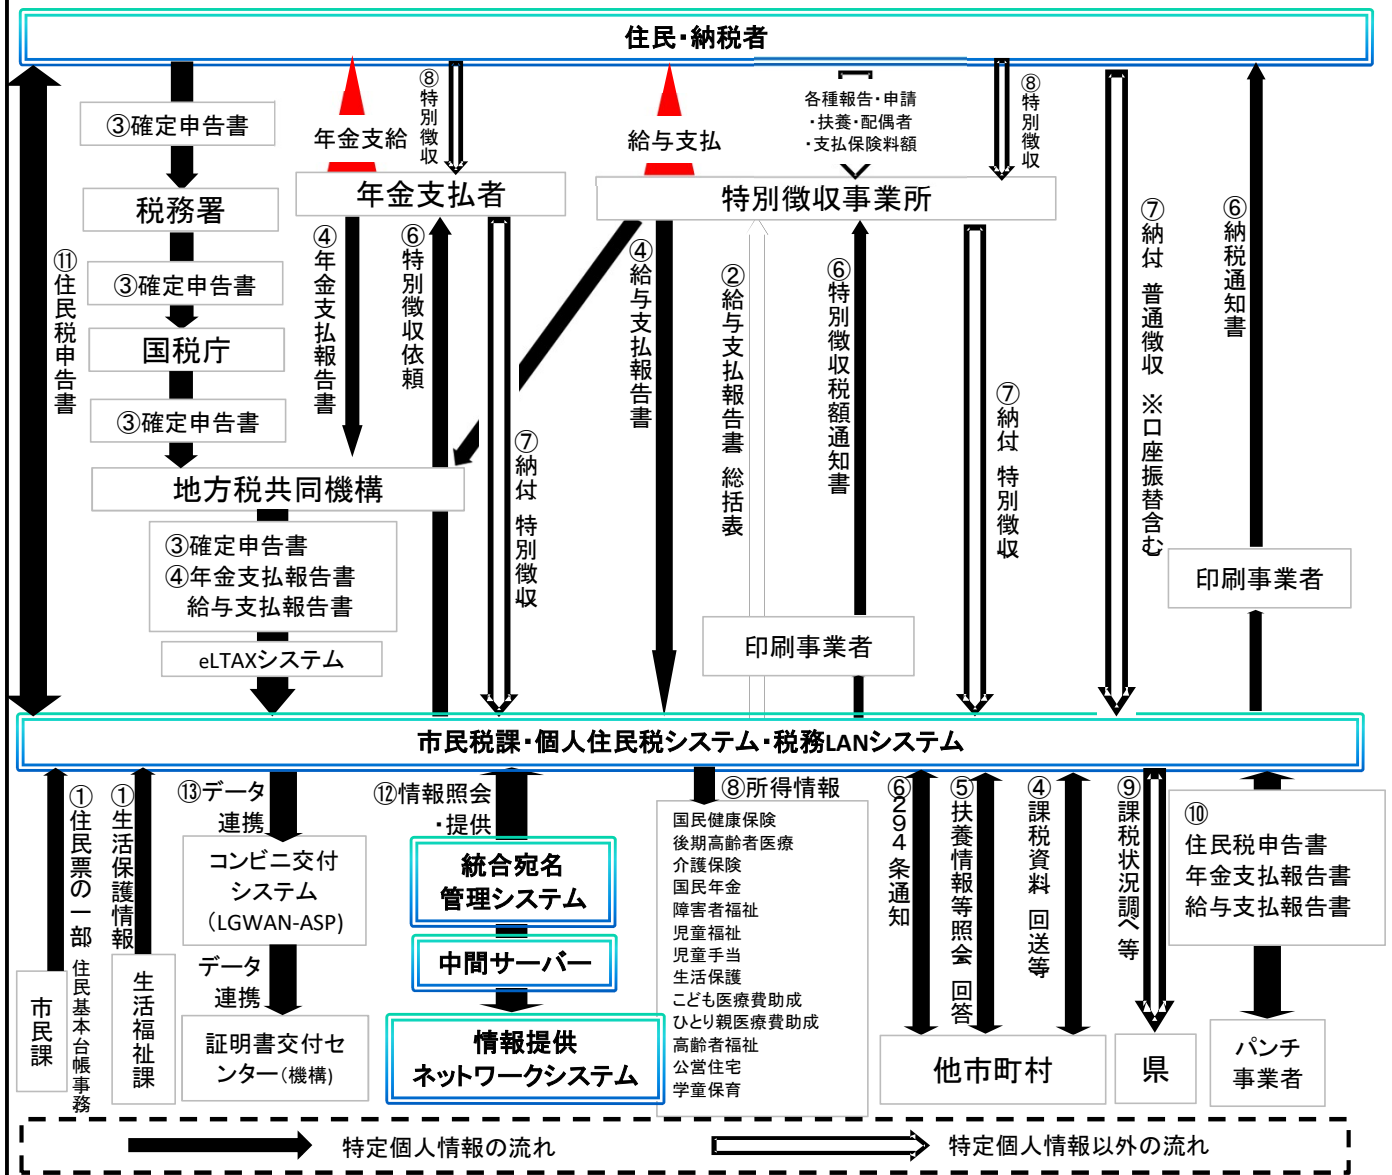 住民・納税者
③確定申告書
年金支給
⑧特別徴収
給与支払
各種報告・申請
・扶養・配偶者
・支払保険料額
⑧特別徴収
税務署
年金支払者
特別徴収事業所
⑪住民税申告書
③確定申告書
国税庁
③確定申告書
④年金支払報告書
⑥特別徴収依頼
⑦納付 特別徴収
④給与支払報告書
②給与支払報告書 総括表
⑥特別徴収税額通知書
⑦納付 特別徴収
⑦納付 普通徴収 ※口座振替含む
⑥納税通知書
地方税共同機構
③確定申告書
④年金支払報告書
給与支払報告書
eLTAXシステム
印刷事業者
印刷事業者
市民税課・個人住民税システム・税務LANシステム
①住民票の一部 住民基本台帳事務
市民課
①生活保護情報
生活福祉課
⑬データ
連携
コンビニ交付
システム
(LGWAN-ASP)
データ
連携
証明書交付セ
ンター(機構)
⑫情報照会
・提供
統合宛名
管理システム
中間サーバー
情報提供
ネットワークシステム
⑧所得情報
国民健康保険
後期高齢者医療
介護保険
国民年金
障害者福祉
児童福祉
児童手当
生活保護
こども医療費助成
ひとり親医療費助成
高齢者福祉
公営住宅
学童保育
⑥294条通知
⑤扶養情報等照会 回答
④課税資料 回送等
他市町村
⑨課税状況調べ等
県
⑩
住民税申告書
年金支払報告書
給与支払報告書
パンチ
事業者
特定個人情報の流れ
特定個人情報以外の流れ